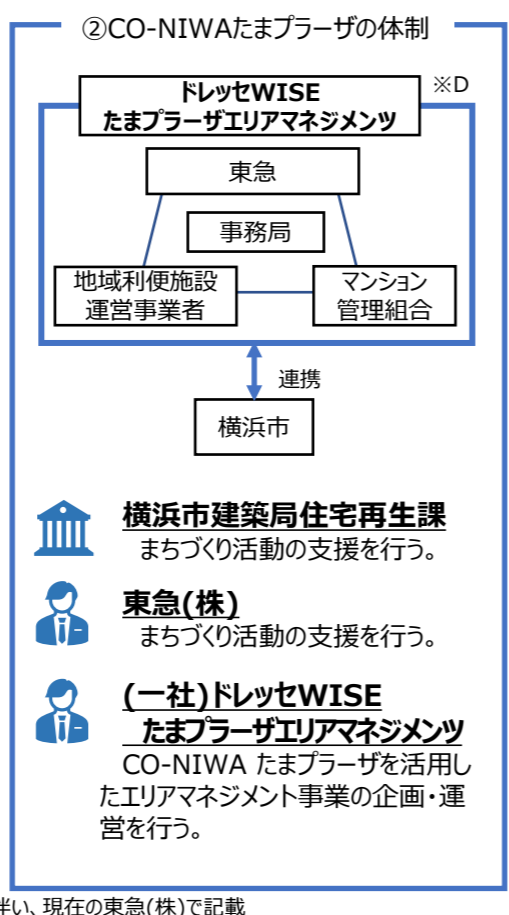 ②CO-NIWAたまプラーザの体制
ドレッセWISE
たまプラーザエリアマネジメンツ
※D
東急
事務局
地域利便施設
運営事業者
マンション
管理組合
連携
横浜市
横浜市建築局住宅再生課
まちづくり活動の支援を行う。
東急(株)
まちづくり活動の支援を行う。
(一社)ドレッセWISE
たまプラーザエリアマネジメンツ
CO-NIWA たまプラーザを活用し
たエリアマネジメント事業の企画・運
営を行う。
伴い、現在の東急(株)で記載